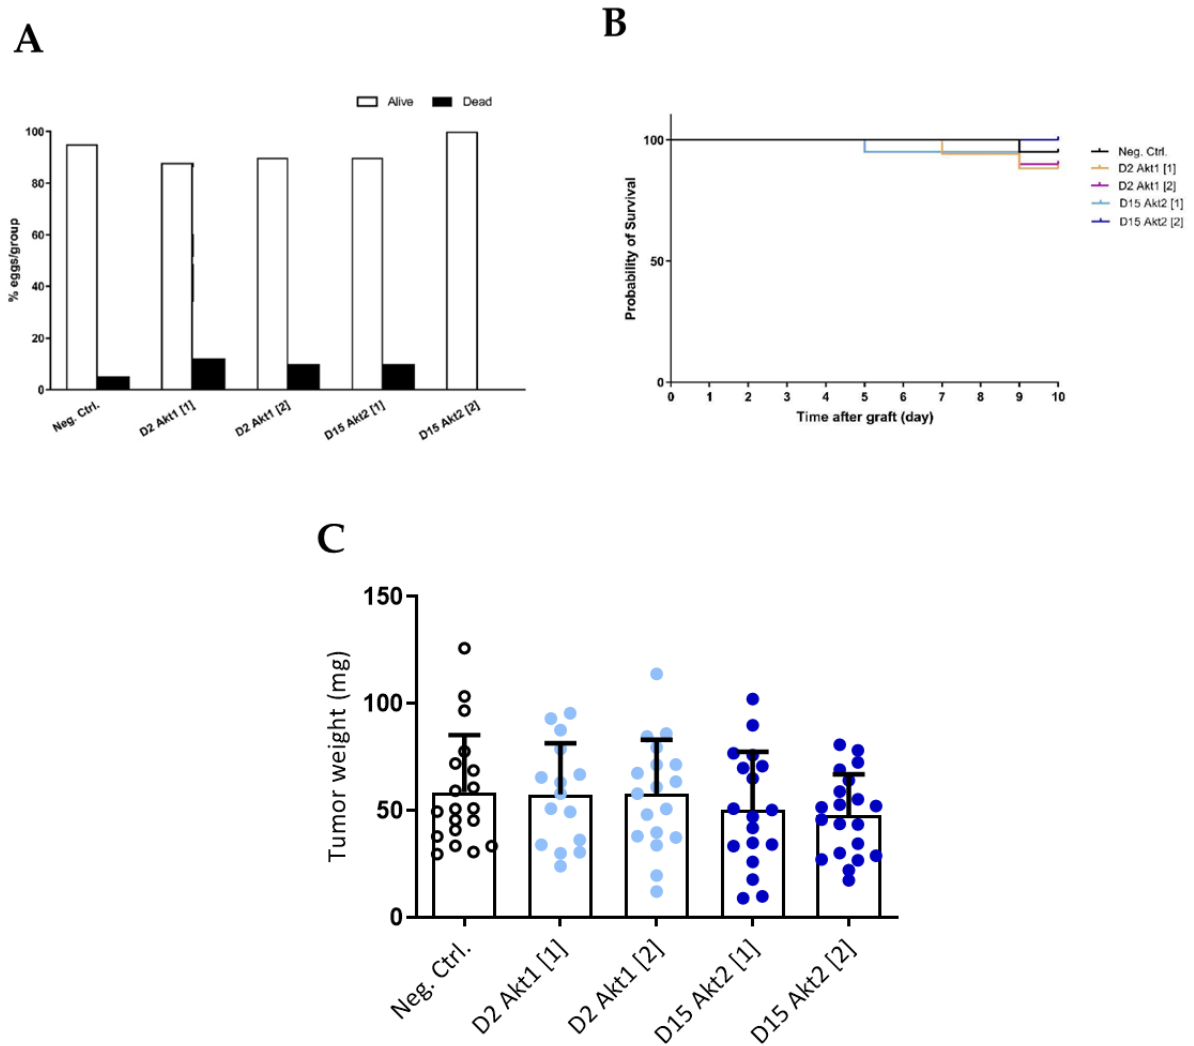 A
Alive Dead
100
80
60
40
20
0
% eggs/group
Neg. Ctrl.
D2 Akt1 [1]
D2 Akt1 [2]
D15 Akt2 [1]
D15 Akt2 [2]
B
100
50
0
Probability of Survival
0 1 2 3 4 5 6 7 8 9 10
Time after graft (day)
Neg. Ctrl.
D2 Akt1 [1]
D2 Akt1 [2]
D15 Akt2 [1]
D15 Akt2 [2]
C
150
100
50
0
Tumor weight (mg)
Neg. Ctrl.
D2 Akt1 [1]
D2 Akt1 [2]
D15 Akt2 [1]
D15 Akt2 [2]